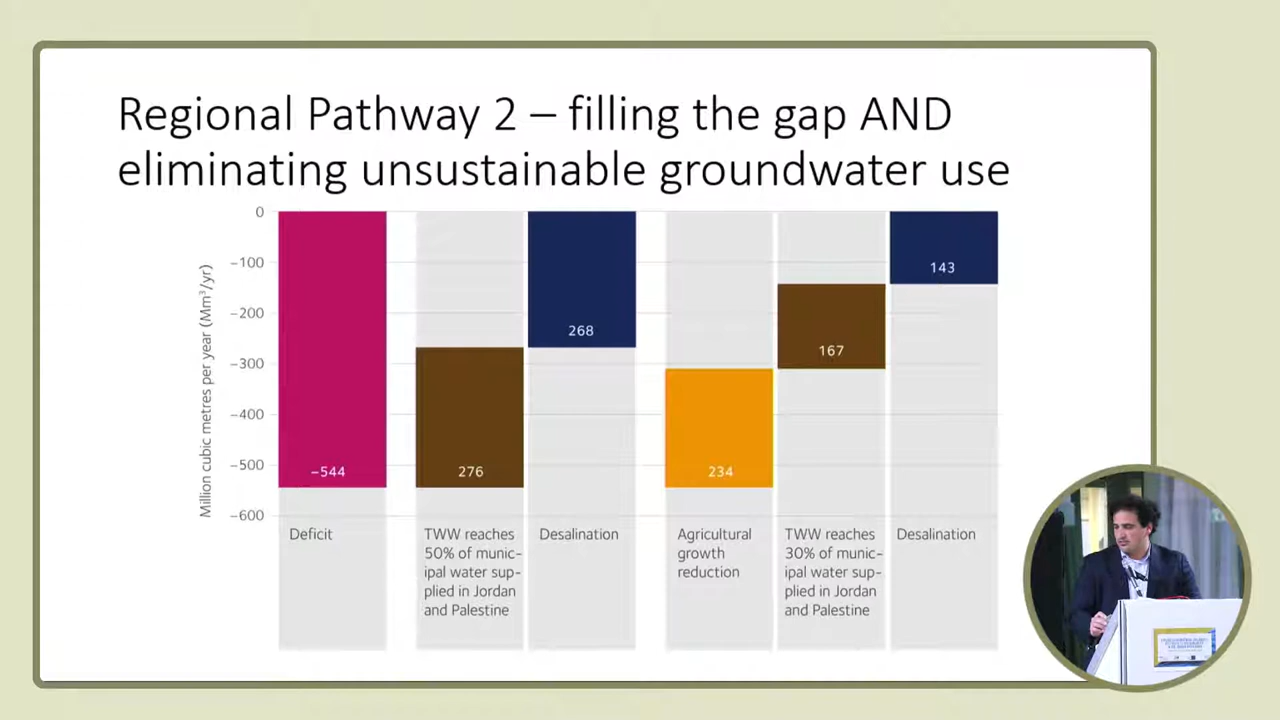 Regional Pathway 2 – filling the gap AND
eliminating unsustainable groundwater use
Million cubic metres per year (Mm³/yr)
0
−100
−200
−300
−400
−500
−600
−544
276
268
234
167
143
Deficit
TWW reaches
50% of munic-
ipal water sup-
plied in Jordan
and Palestine
Desalination
Agricultural
growth
reduction
TWW reaches
30% of munic-
ipal water sup-
plied in Jordan
and Palestine
Desalination